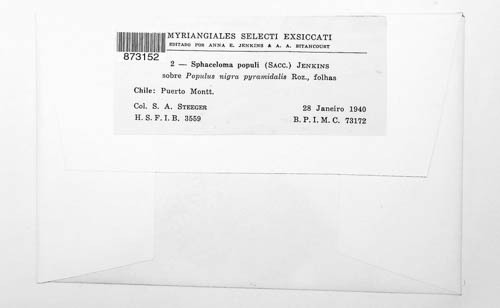 MYRIANGIALES SELECTI EXSICCATI
EDITADO POR ANNA E. JENKINS & A. A. BITANCOURT
873152
2 — Sphaceloma populi (SACC.) JENKINS
sobre Populus nigra pyramidalis Roz., folhas
Chile: Puerto Montt.
Col. S. A. STEEGER 28 Janeiro 1940
H. S. F. I. B. 3559 B. P. I. M. C. 73172